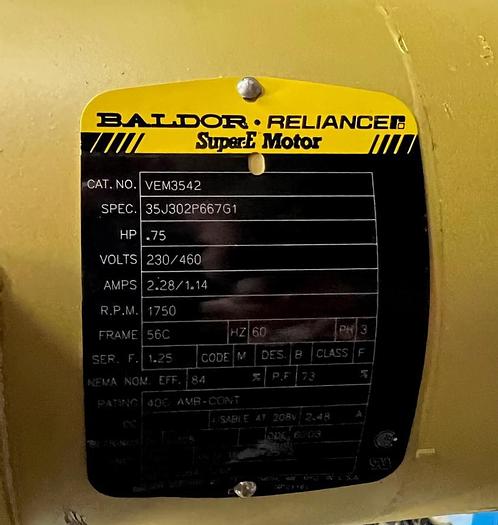 BALDOR • RELIANCE
Super-E Motor
CAT. NO. VEM3542
SPEC. 35J302P667G1
HP .75
VOLTS 230/460
AMPS 2.28/1.14
R.P.M. 1750
FRAME 56C HZ 60 PH 3
SER. F. 1.25 CODE M DES. B CLASS F
NEMA NOM. EFF. 84 % P.F. 73 %
RATING 40C AMB-CONT
CC USABLE AT 208V 2.48 A